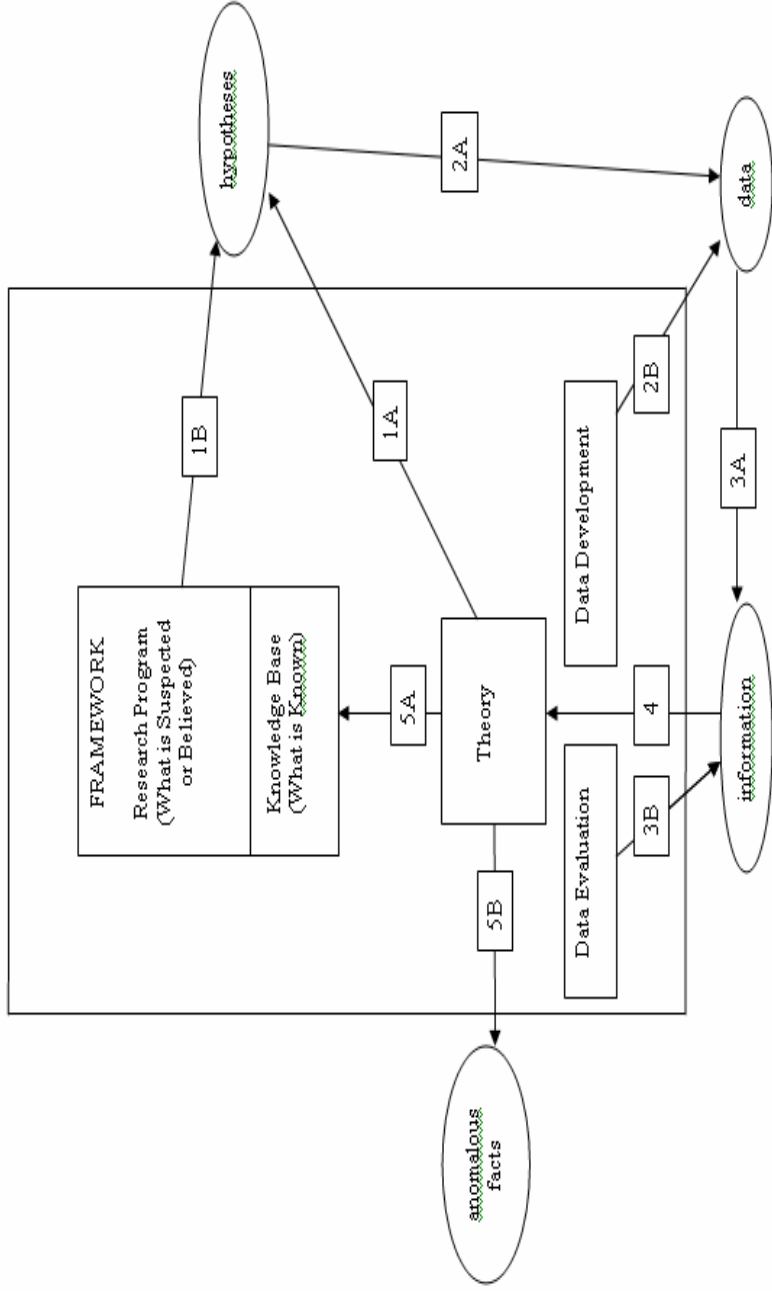 FRAMEWORK
Research Program
(What is Suspected
or Believed)
Knowledge Base
(What is Known)
1B
hypotheses
5A
1A
2A
anomalous
facts
5B
Theory
Data Evaluation
Data Development
3B
4
2B
information
3A
data